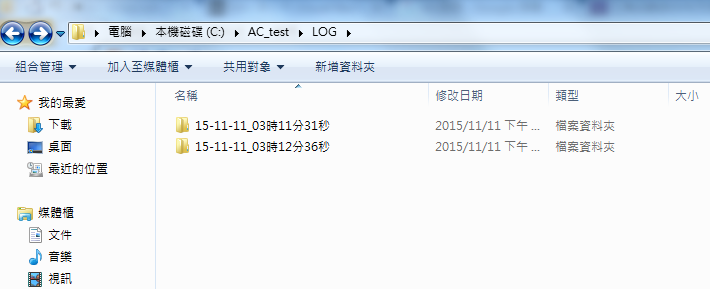 電腦 ▸ 本機磁碟 (C:) ▸ AC_test ▸ LOG ▸
組合管理 ▼ 加入至媒體櫃 ▼ 共用對象 ▼ 新增資料夾
我的最愛
下載
桌面
最近的位置
媒體櫃
文件
音樂
視訊
名稱 修改日期 類型 大小
15-11-11_03時11分31秒 2015/11/11 下午 ... 檔案資料夾
15-11-11_03時12分36秒 2015/11/11 下午 ... 檔案資料夾